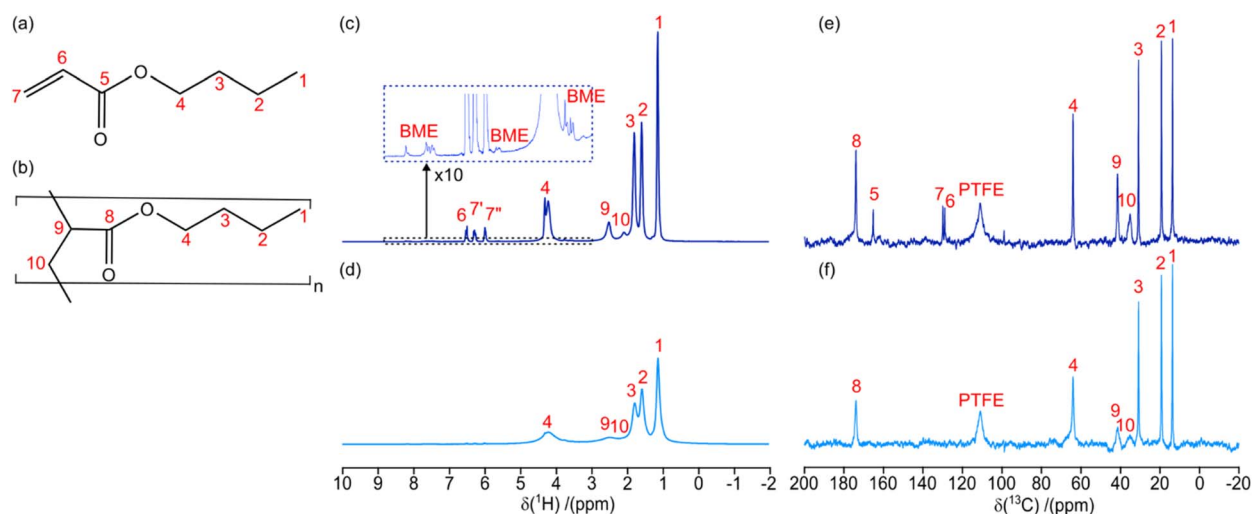 (a)
6
7
5
O
O
4
3
2
1
(b)
9
8
O
O
10
4
3
2
1
n
(c)
BME
BME
BME
x10
6 7' 7"
4
9
10
3
2
1
(d)
4
9 10
3
2
1
10 9 8 7 6 5 4 3 2 1 0 -1 -2
δ(¹H) /(ppm)
(e)
8
5
7 6
PTFE
4
9
10
3
2
1
(f)
8
PTFE
4
9
10
3
2
1
200 180 160 140 120 100 80 60 40 20 0 -20
δ(¹³C) /(ppm)